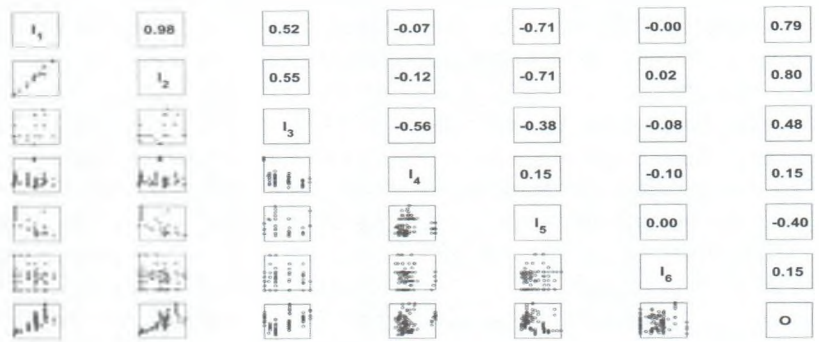 I₁ 0.98 0.52 -0.07 -0.71 -0.00 0.79
I₂ 0.55 -0.12 -0.71 0.02 0.80
I₃ -0.56 -0.38 -0.08 0.48
I₄ 0.15 -0.10 0.15
I₅ 0.00 -0.40
I₆ 0.15
O